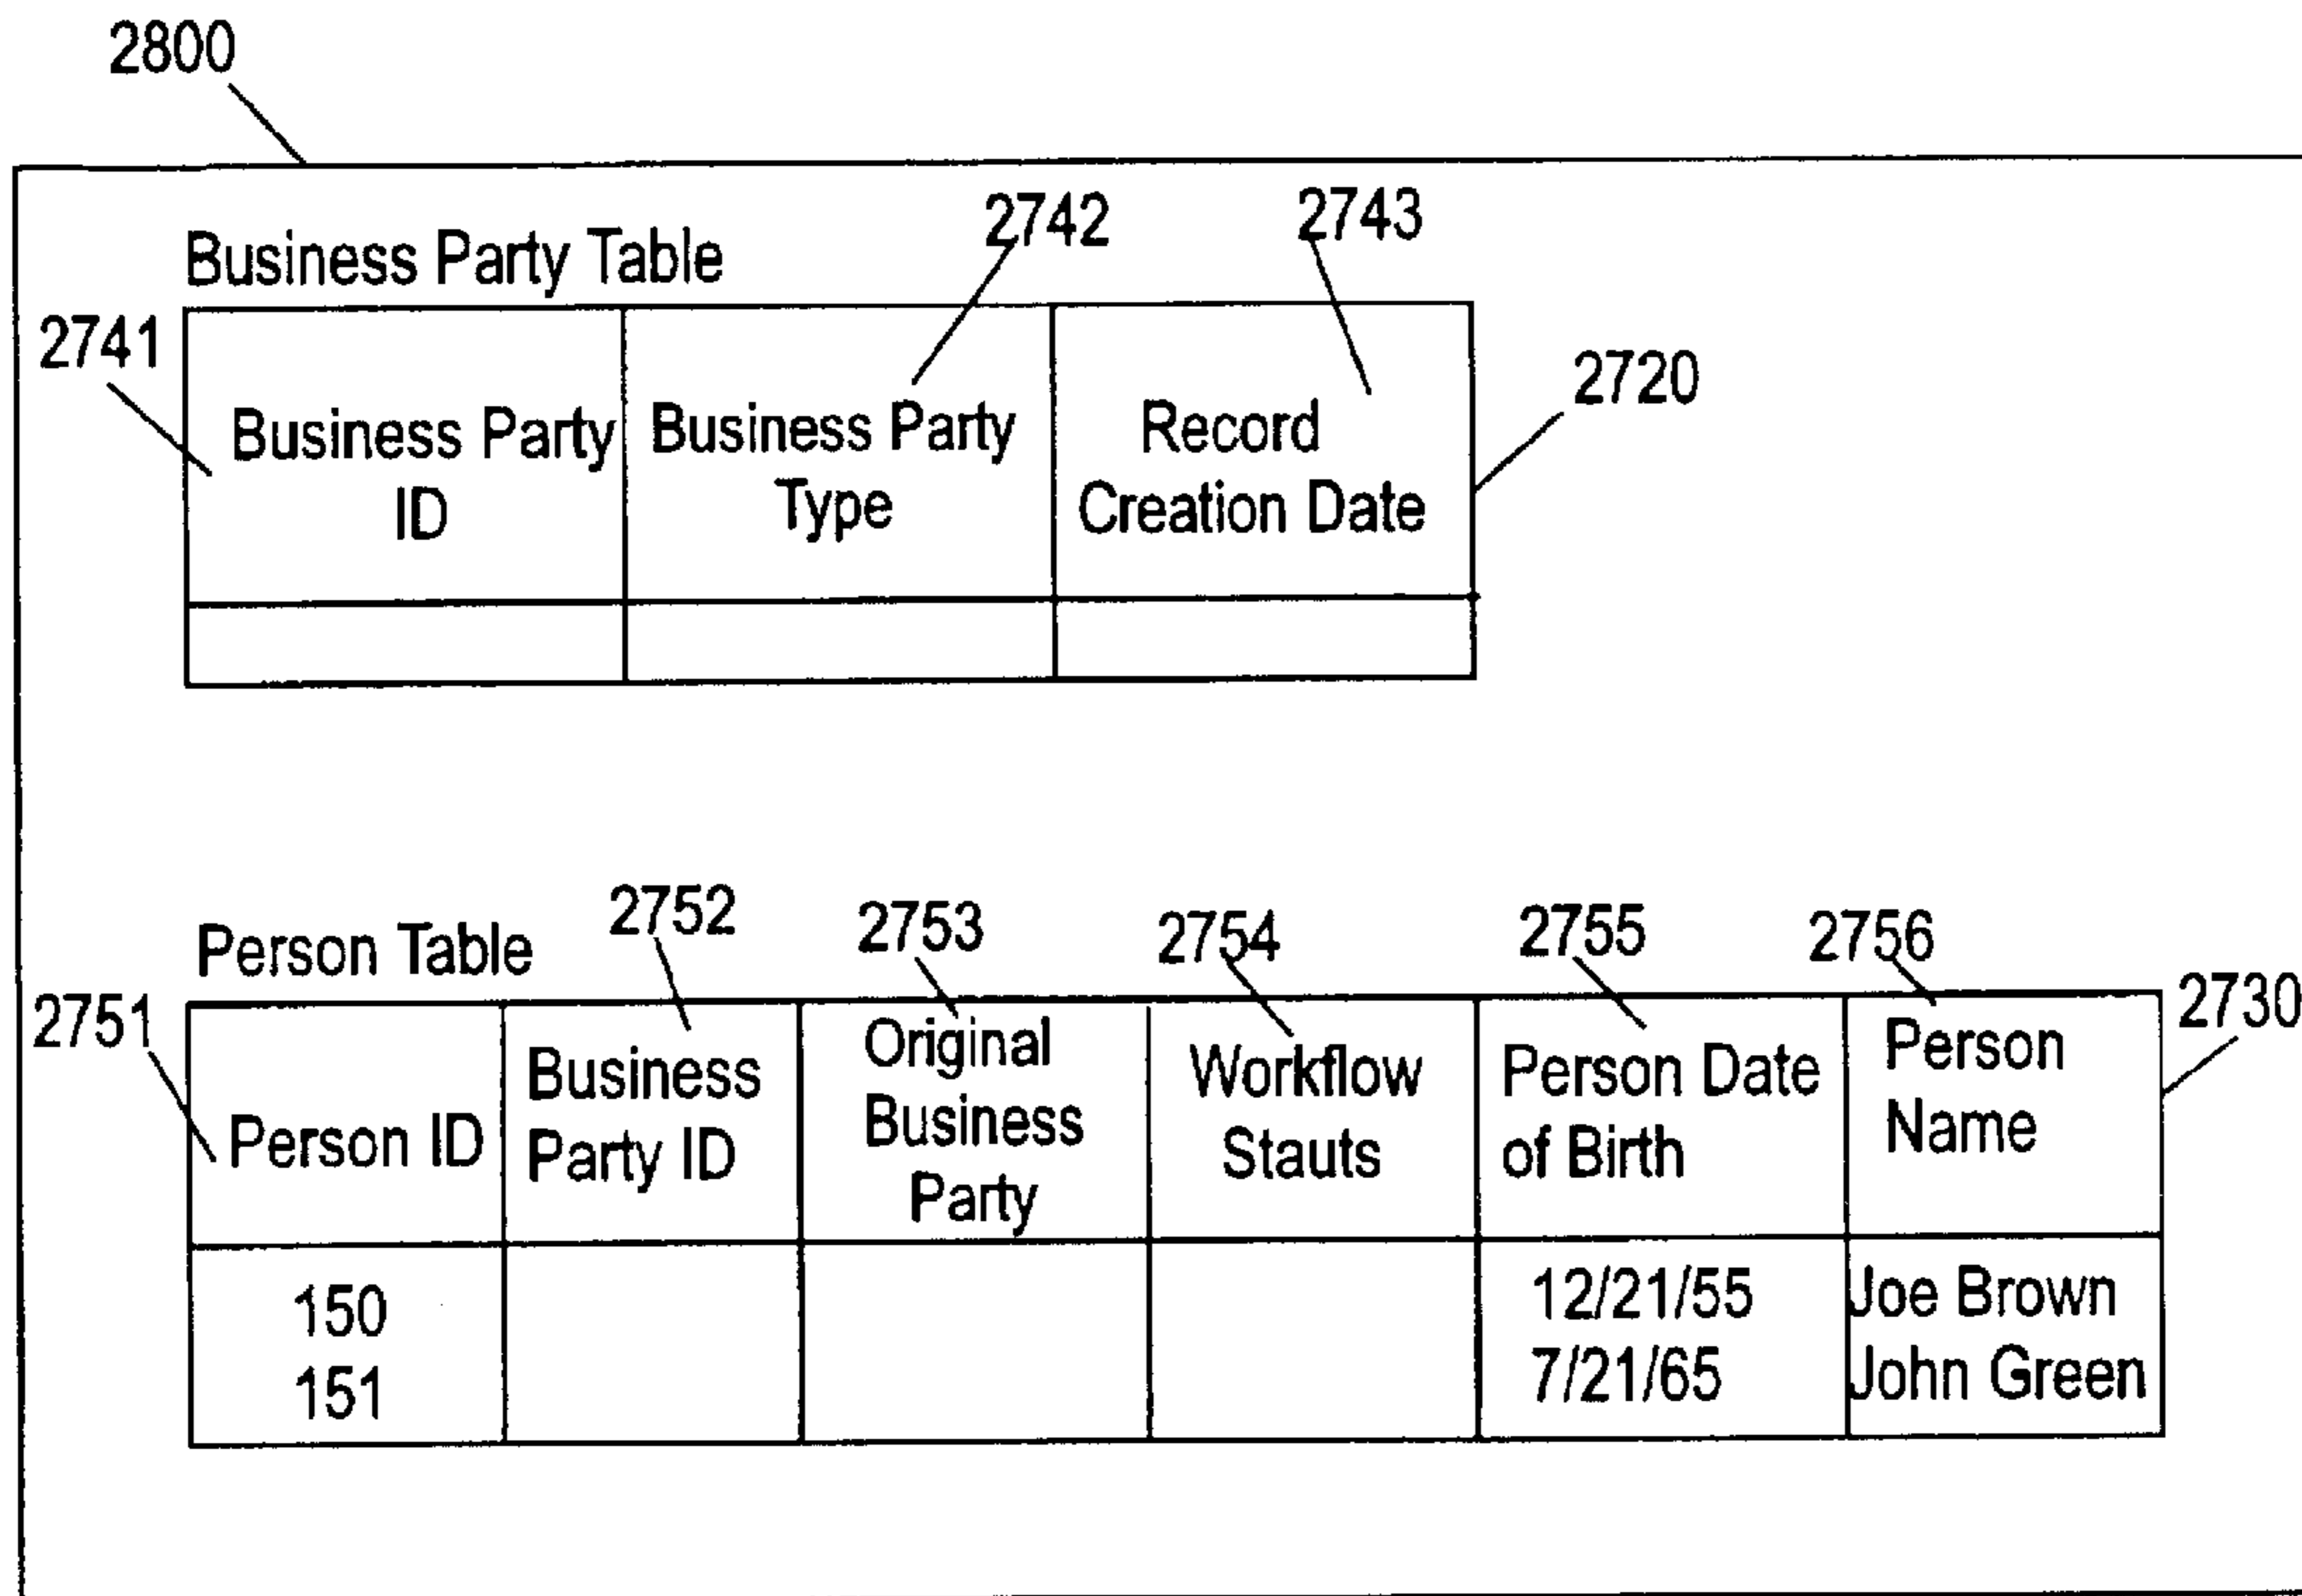 2800
2742 2743
Business Party Table
2741
2720
Business Party Business Party Record
ID Type Creation Date
2752 2753 2754 2755 2756
Person Table
2751 2730
Original Person
Business Workflow Person Date
Person ID Party ID Business Stauts of Birth Name
Party
150 12/21/55 Joe Brown
151 7/21/65 John Green